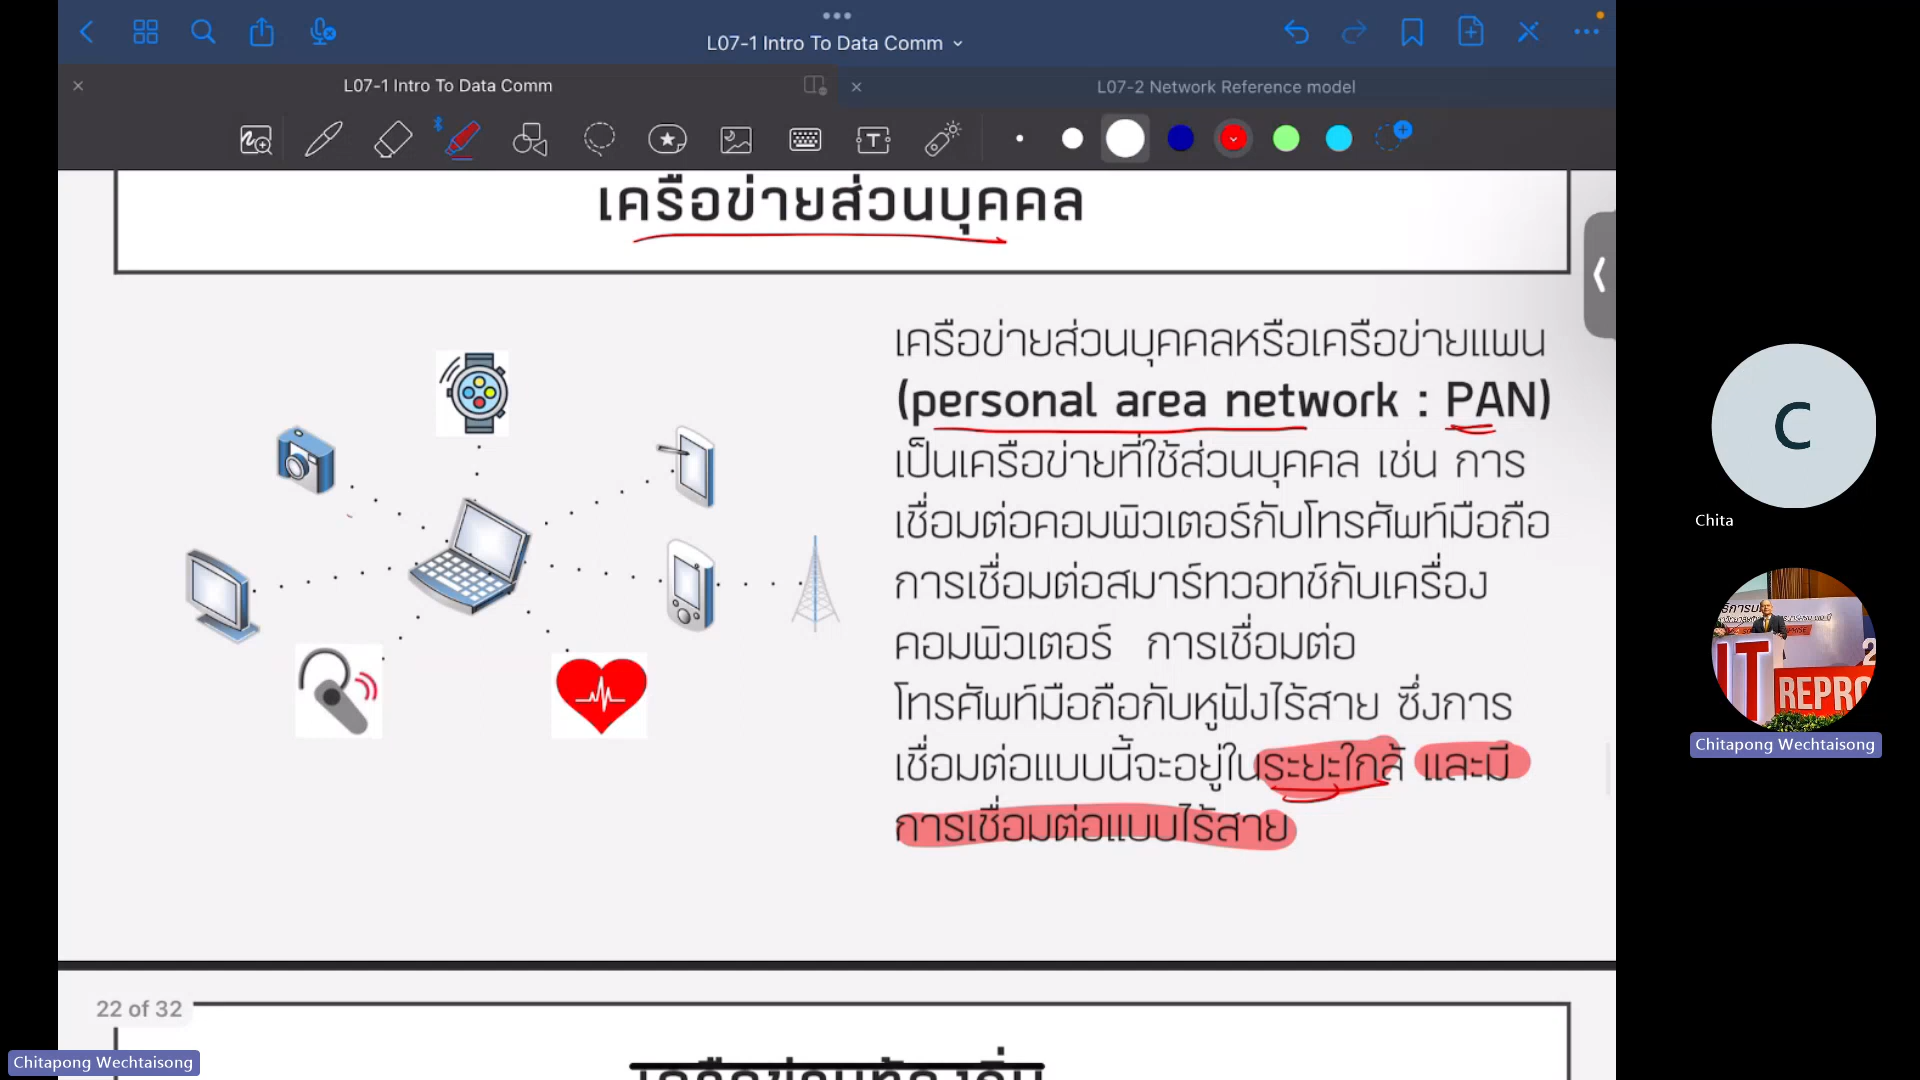 L07-1 Intro To Data Comm
L07-1 Intro To Data Comm
L07-2 Network Reference model
เครือข่ายส่วนบุคคล
เครือข่ายส่วนบุคคลหรือเครือข่ายแพน
(personal area network : PAN)
เป็นเครือข่ายที่ใช้ส่วนบุคคล เช่น การ
เชื่อมต่อคอมพิวเตอร์กับโทรศัพท์มือถือ
การเชื่อมต่อสมาร์ทวอทช์กับเครื่อง
คอมพิวเตอร์ การเชื่อมต่อ
โทรศัพท์มือถือกับหูฟังไร้สาย ซึ่งการ
เชื่อมต่อแบบนี้จะอยู่ในระยะใกล้ และมี
การเชื่อมต่อแบบไร้สาย
22 of 32
C
Chita
IT
REPRO
Chitapong Wechtaisong
Chitapong Wechtaisong